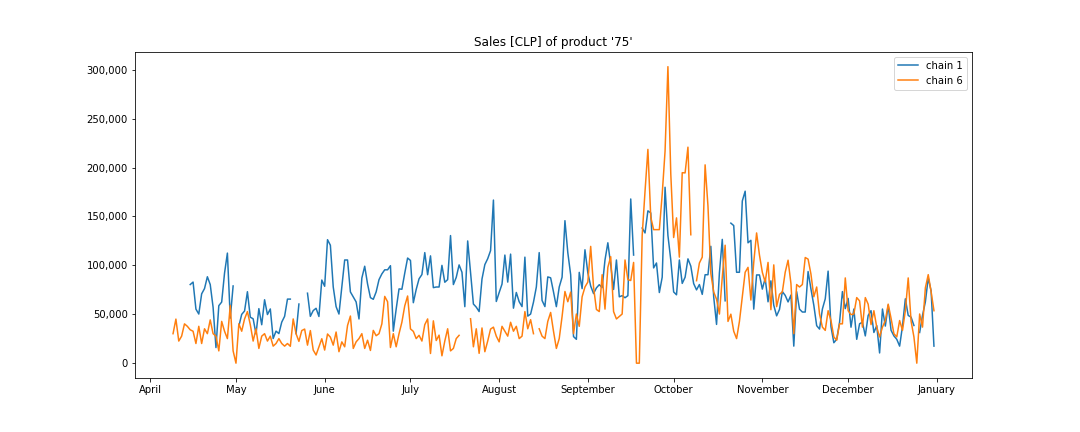 Sales [CLP] of product '75'
chain 1
chain 6
300,000
250,000
200,000
150,000
100,000
50,000
0
April May June July August September October November December January